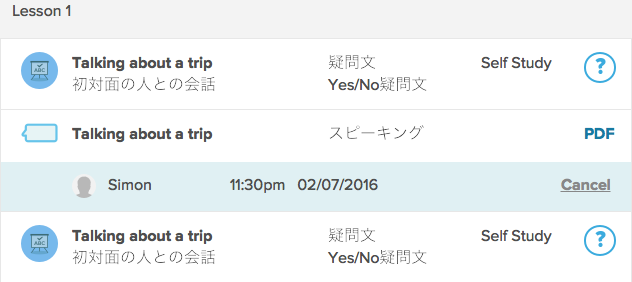 Lesson 1
ABC
Talking about a trip 疑問文 Self Study ?
初対面の人との会話 Yes/No疑問文
Talking about a trip スピーキング PDF
Simon 11:30pm 02/07/2016 Cancel
ABC
Talking about a trip 疑問文 Self Study ?
初対面の人との会話 Yes/No疑問文